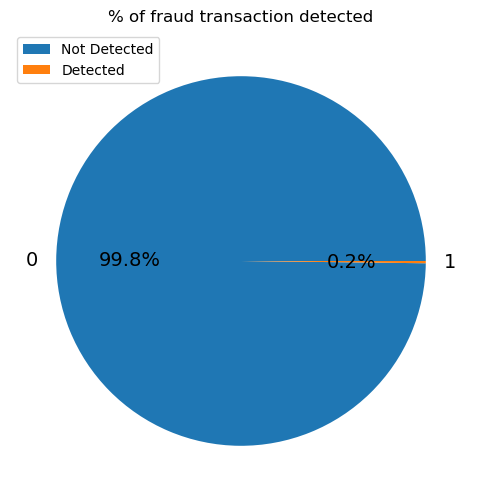 % of fraud transaction detected
Not Detected
Detected
0
99.8%
0.2%
1